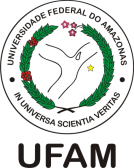 UNIVERSIDADE FEDERAL DO AMAZONAS
IN UNIVERSA SCIENTIA VERITAS
UFAM